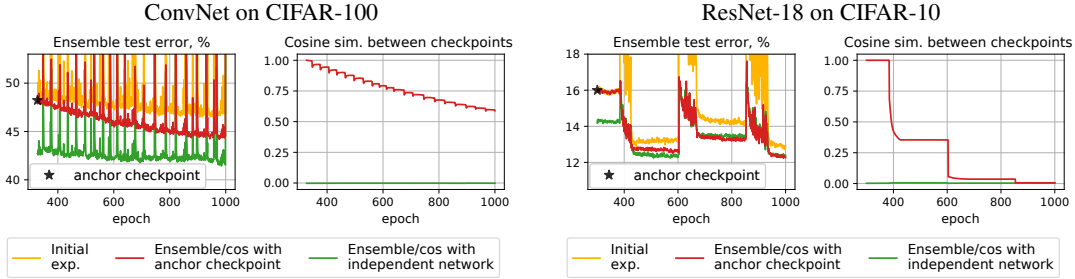 ConvNet on CIFAR-100
Ensemble test error, %
50
45
40
★ anchor checkpoint
400 600 800 1000
epoch
Cosine sim. between checkpoints
1.00
0.75
0.50
0.25
0.00
400 600 800 1000
epoch
Initial exp.
Ensemble/cos with anchor checkpoint
Ensemble/cos with independent network
ResNet-18 on CIFAR-10
Ensemble test error, %
18
16
14
12
★ anchor checkpoint
400 600 800 1000
epoch
Cosine sim. between checkpoints
1.00
0.75
0.50
0.25
0.00
400 600 800 1000
epoch
Initial exp.
Ensemble/cos with anchor checkpoint
Ensemble/cos with independent network